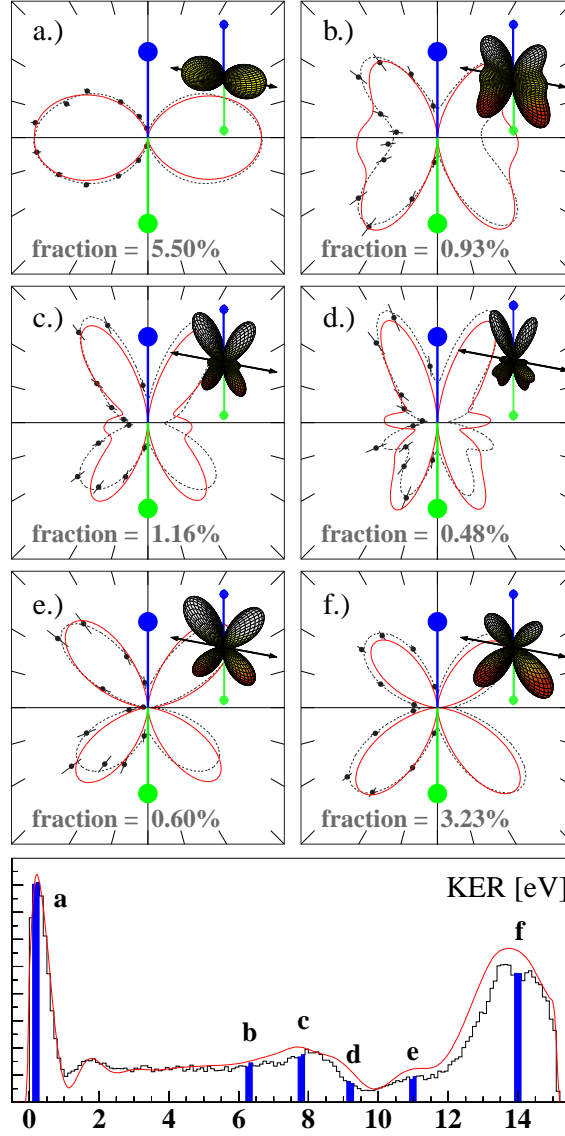 a.)
b.)
fraction = 5.50%
fraction = 0.93%
c.)
d.)
fraction = 1.16%
fraction = 0.48%
e.)
f.)
fraction = 0.60%
fraction = 3.23%
KER [eV]
a
b
c
d
e
f
0 2 4 6 8 10 12 14